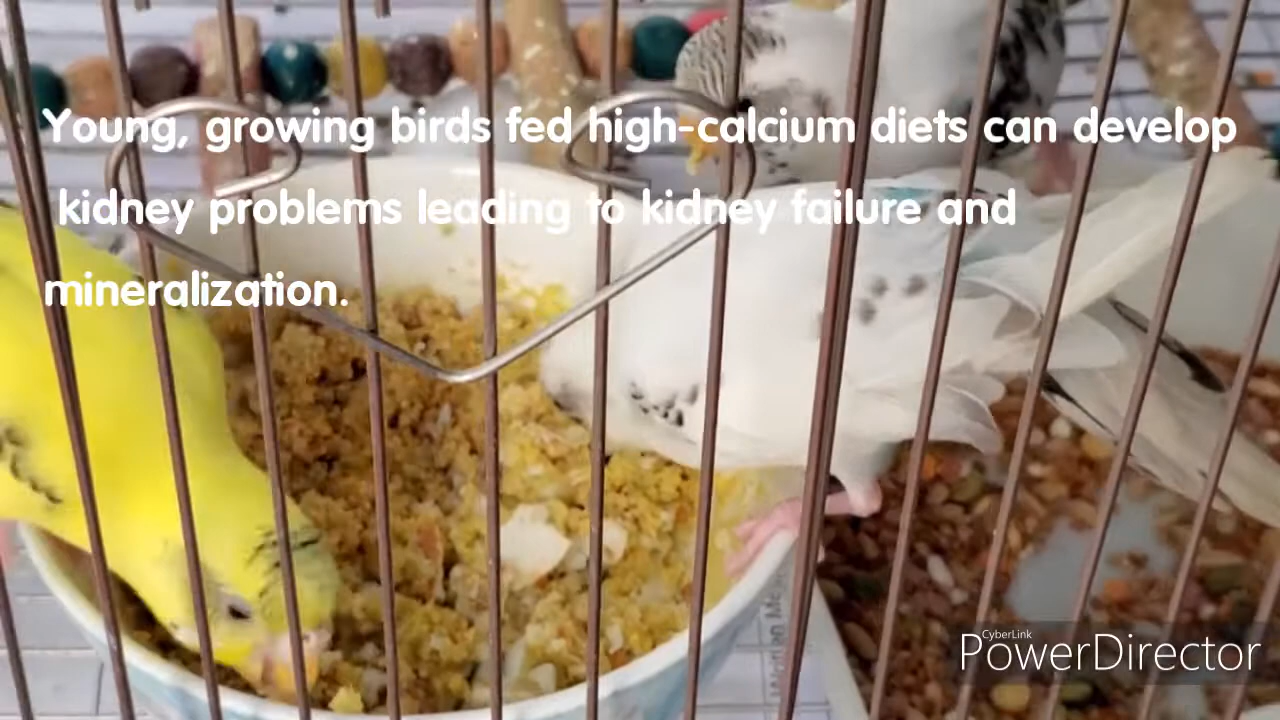 Young, growing birds fed high-calcium diets can develop
kidney problems leading to kidney failure and
mineralization.
CyberLink
PowerDirector